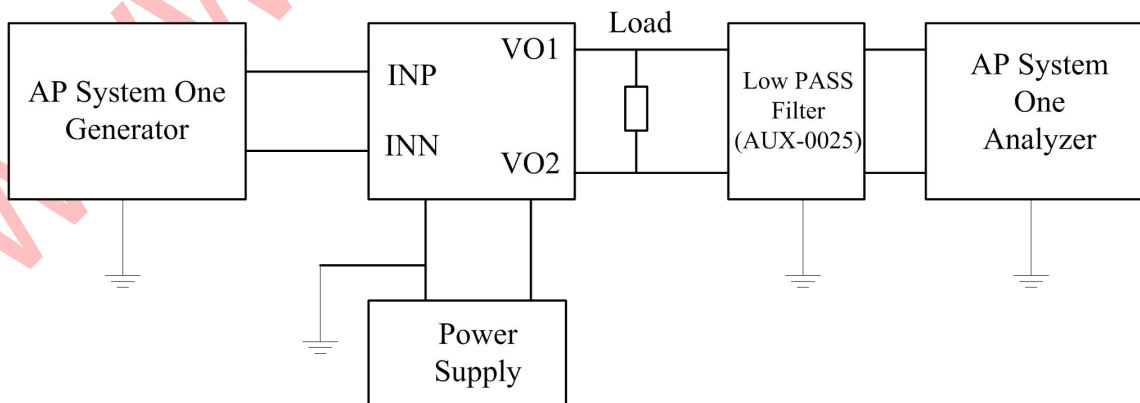 AP System One
Generator
INP
INN
VO1
VO2
Load
Low PASS
Filter
(AUX-0025)
AP System
One
Analyzer
Power
Supply